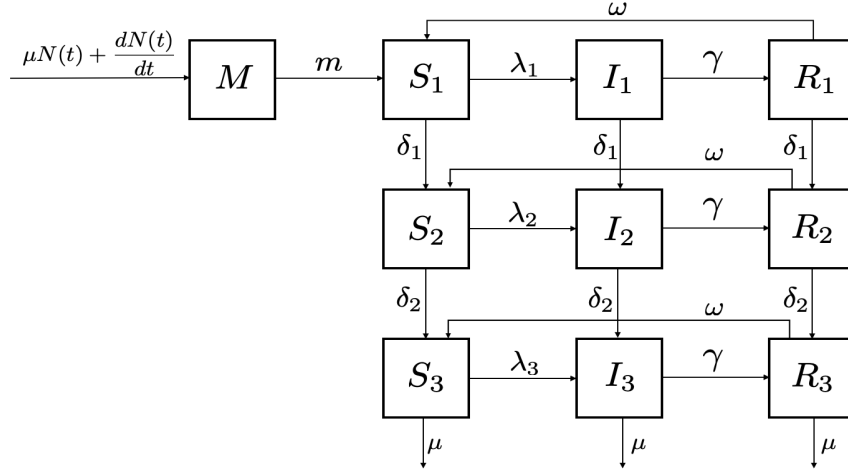 ω
μN(t) + dN(t)/dt
M
m
S₁
λ₁
I₁
γ
R₁
δ₁
δ₁
ω
δ₁
S₂
λ₂
I₂
γ
R₂
δ₂
δ₂
ω
δ₂
S₃
λ₃
I₃
γ
R₃
μ
μ
μ